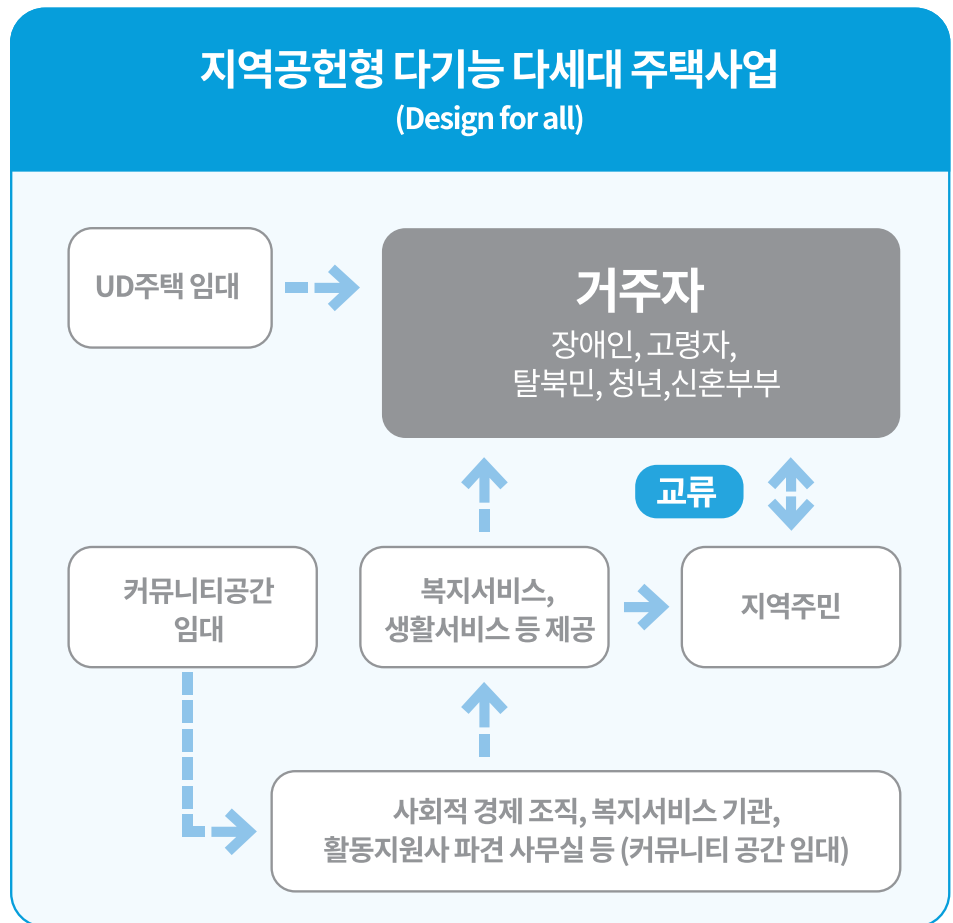 지역공헌형 다기능 다세대 주택사업
(Design for all)
UD주택 임대
거주자
장애인, 고령자,
탈북민, 청년,신혼부부
교류
커뮤니티공간
임대
복지서비스,
생활서비스 등 제공
지역주민
사회적 경제 조직, 복지서비스 기관,
활동지원사 파견 사무실 등 (커뮤니티 공간 임대)